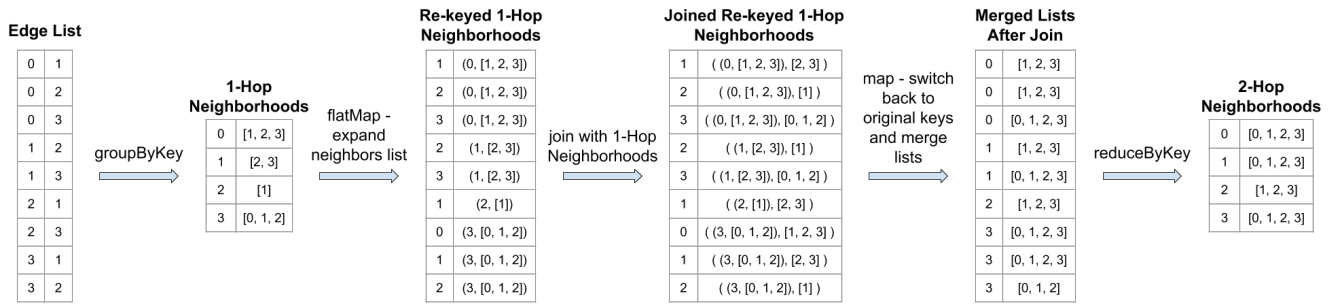 Edge List
0 1
0 2
0 3
1 2
1 3
2 1
2 3
3 1
3 2
groupByKey
1-Hop
Neighborhoods
0 [1, 2, 3]
1 [2, 3]
2 [1]
3 [0, 1, 2]
flatMap -
expand
neighbors list
Re-keyed 1-Hop
Neighborhoods
1 (0, [1, 2, 3])
2 (0, [1, 2, 3])
3 (0, [1, 2, 3])
2 (1, [2, 3])
3 (1, [2, 3])
1 (2, [1])
0 (3, [0, 1, 2])
1 (3, [0, 1, 2])
2 (3, [0, 1, 2])
join with 1-Hop
Neighborhoods
Joined Re-keyed 1-Hop
Neighborhoods
1 ( (0, [1, 2, 3]), [2, 3] )
2 ( (0, [1, 2, 3]), [1] )
3 ( (0, [1, 2, 3]), [0, 1, 2] )
2 ( (1, [2, 3]), [1] )
3 ( (1, [2, 3]), [0, 1, 2] )
1 ( (2, [1]), [2, 3] )
0 ( (3, [0, 1, 2]), [1, 2, 3] )
1 ( (3, [0, 1, 2]), [2, 3] )
2 ( (3, [0, 1, 2]), [1] )
map - switch
back to
original keys
and merge
lists
Merged Lists
After Join
0 [1, 2, 3]
0 [1, 2, 3]
0 [0, 1, 2, 3]
1 [1, 2, 3]
1 [0, 1, 2, 3]
2 [1, 2, 3]
3 [0, 1, 2, 3]
3 [0, 1, 2, 3]
3 [0, 1, 2]
reduceByKey
2-Hop
Neighborhoods
0 [0, 1, 2, 3]
1 [0, 1, 2, 3]
2 [1, 2, 3]
3 [0, 1, 2, 3]